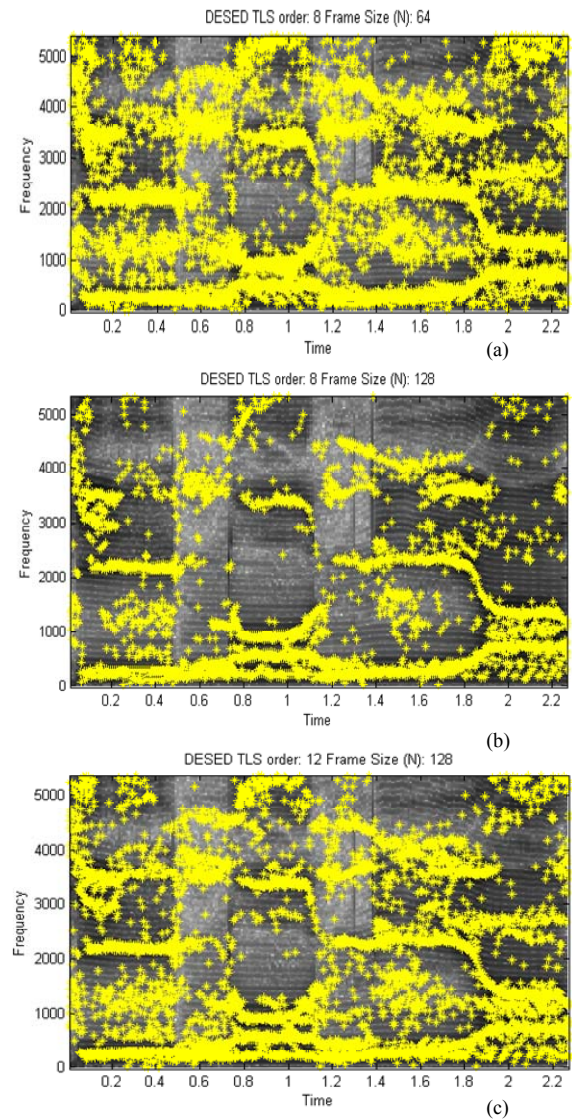 DESED TLS order: 8 Frame Size (N): 64
Frequency
5000
4000
3000
2000
1000
0
0.2 0.4 0.6 0.8 1 1.2 1.4 1.6 1.8 2 2.2
Time
(a)
DESED TLS order: 8 Frame Size (N): 128
Frequency
5000
4000
3000
2000
1000
0
0.2 0.4 0.6 0.8 1 1.2 1.4 1.6 1.8 2 2.2
Time
(b)
DESED TLS order: 12 Frame Size (N): 128
Frequency
5000
4000
3000
2000
1000
0
0.2 0.4 0.6 0.8 1 1.2 1.4 1.6 1.8 2 2.2
Time
(c)